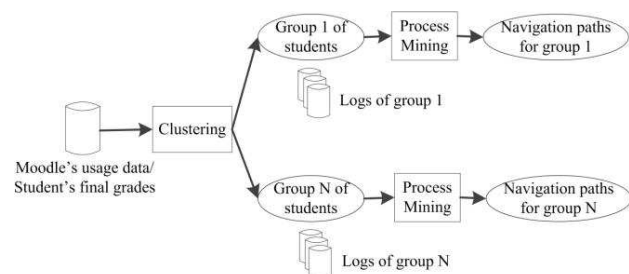 Group 1 of
students
Process
Mining
Navigation paths
for group 1
Logs of group 1
Clustering
Moodle's usage data/
Student's final grades
Group N of
students
Process
Mining
Navigation paths
for group N
Logs of group N